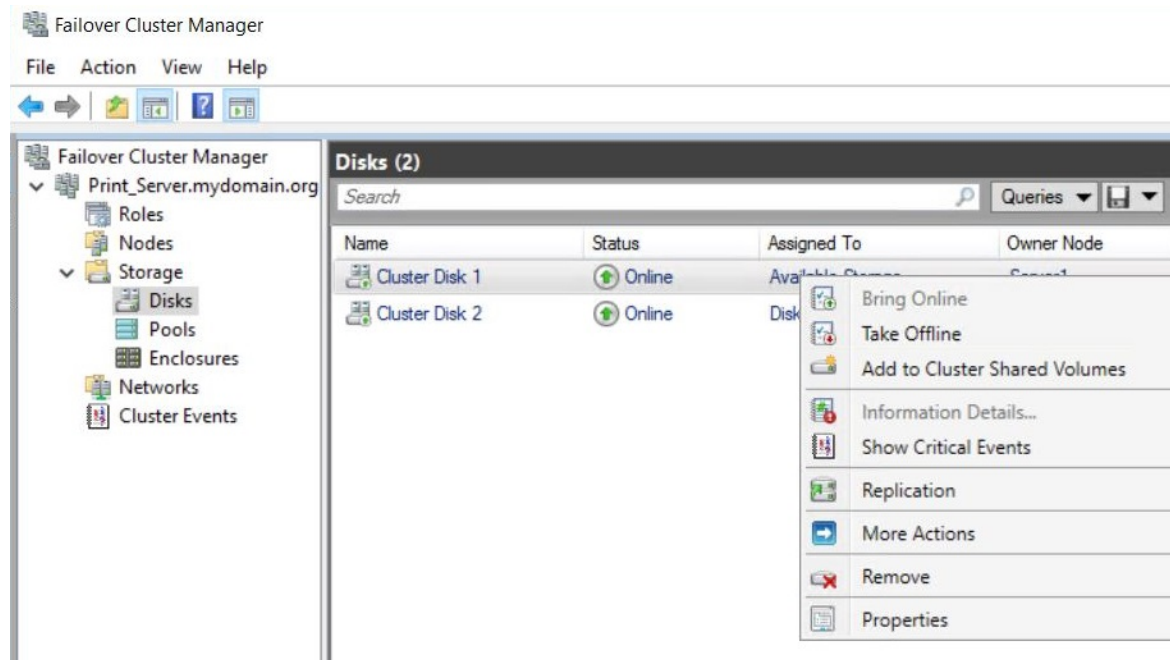 Failover Cluster Manager
File Action View Help
Failover Cluster Manager
Print_Server.mydomain.org
Roles
Nodes
Storage
Disks
Pools
Enclosures
Networks
Cluster Events
Disks (2)
Search Queries
Name Status Assigned To Owner Node
Cluster Disk 1 Online Available Storage Server1
Cluster Disk 2 Online Disk
Bring Online
Take Offline
Add to Cluster Shared Volumes
Information Details...
Show Critical Events
Replication
More Actions
Remove
Properties